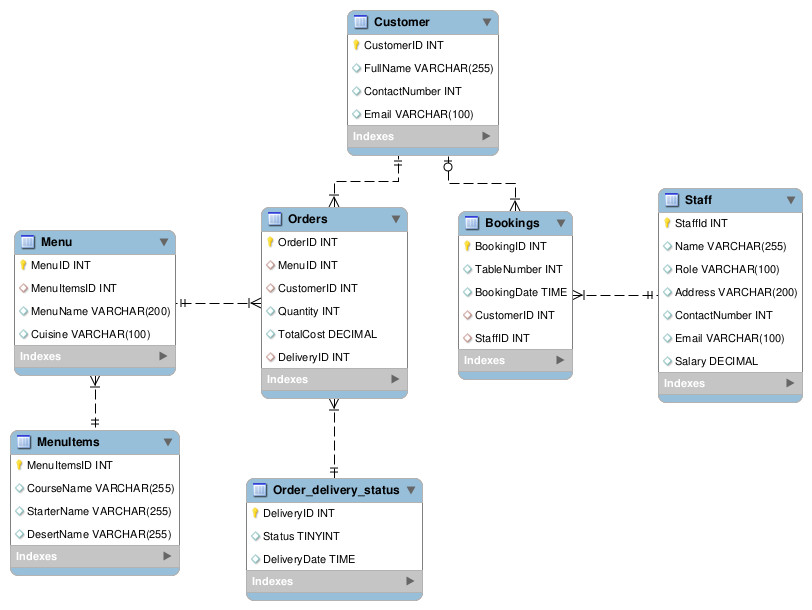 Customer
CustomerID INT
FullName VARCHAR(255)
ContactNumber INT
Email VARCHAR(100)
Indexes
Orders
OrderID INT
MenuID INT
CustomerID INT
Quantity INT
TotalCost DECIMAL
DeliveryID INT
Indexes
Bookings
BookingID INT
TableNumber INT
BookingDate TIME
CustomerID INT
StaffID INT
Indexes
Staff
StaffId INT
Name VARCHAR(255)
Role VARCHAR(100)
Address VARCHAR(200)
ContactNumber INT
Email VARCHAR(100)
Salary DECIMAL
Indexes
Menu
MenuID INT
MenuItemsID INT
MenuName VARCHAR(200)
Cuisine VARCHAR(100)
Indexes
MenuItems
MenuItemsID INT
CourseName VARCHAR(255)
StarterName VARCHAR(255)
DesertName VARCHAR(255)
Indexes
Order_delivery_status
DeliveryID INT
Status TINYINT
DeliveryDate TIME
Indexes